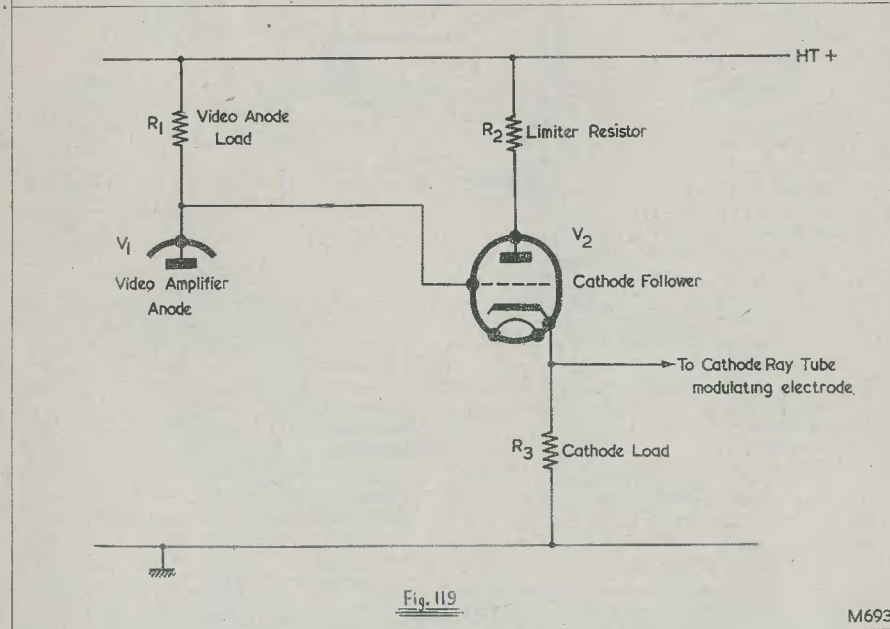 HT +
R1
Video Anode
Load
R2
Limiter Resistor
V1
Video Amplifier
Anode
V2
Cathode Follower
To Cathode Ray Tube
modulating electrode.
R3
Cathode Load
Fig. 119
M693